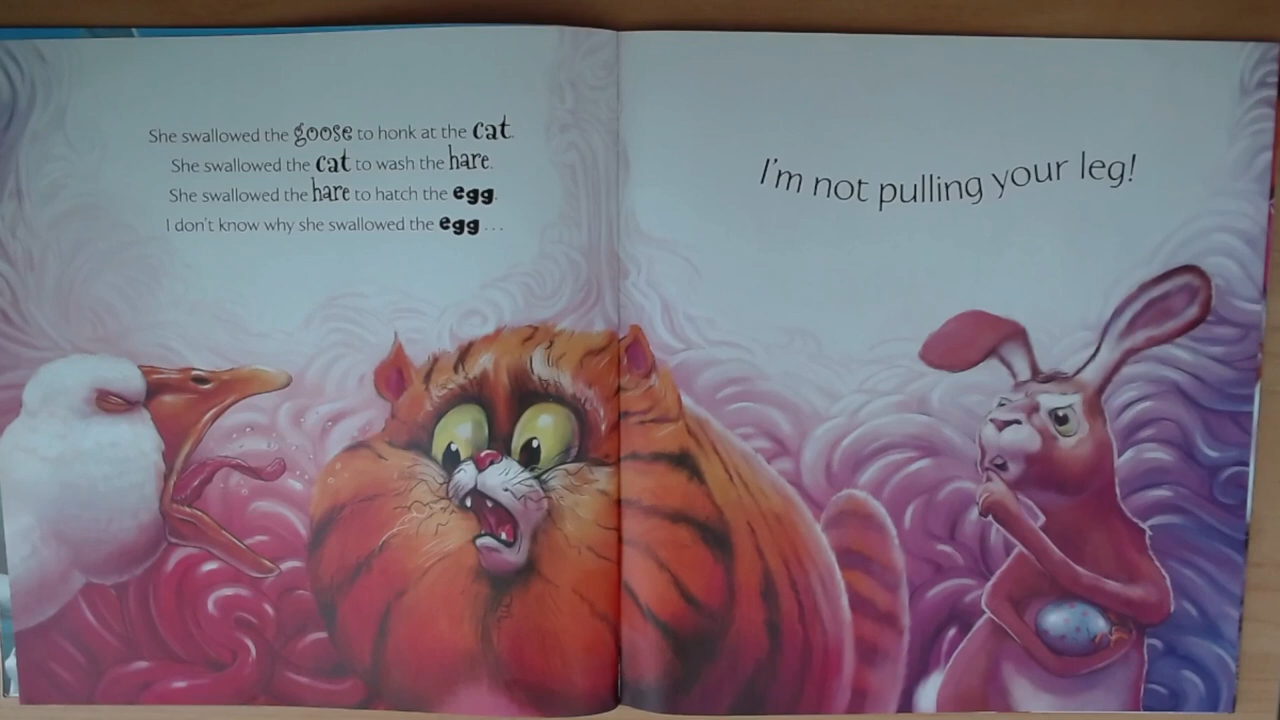 She swallowed the goose to honk at the cat.
She swallowed the cat to wash the hare.
She swallowed the hare to hatch the egg.
I don't know why she swallowed the egg...
I'm not pulling your leg!